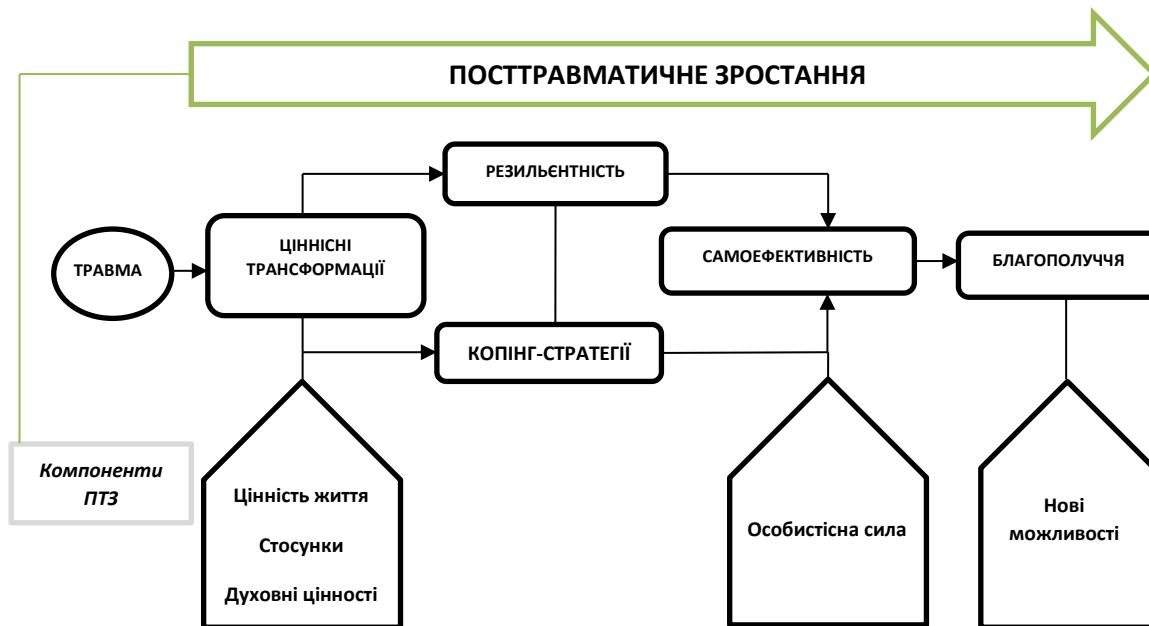 ПОСТТРАВМАТИЧНЕ ЗРОСТАННЯ
РЕЗИЛЬЄНТНІСТЬ
ТРАВМА
ЦІННІСНІ
ТРАНСФОРМАЦІЇ
САМОЕФЕКТИВНІСТЬ
БЛАГОПОЛУЧЧЯ
КОПІНГ-СТРАТЕГІЇ
Компоненти
ПТЗ
Цінність життя
Стосунки
Духовні цінності
Особистісна сила
Нові
можливості